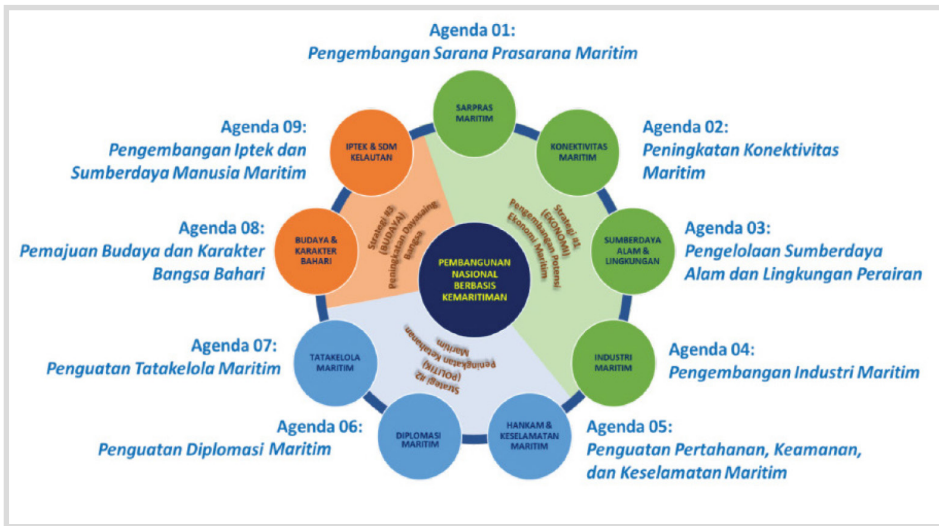 Agenda 01:
Pengembangan Sarana Prasarana Maritim
SARPRAS
MARITIM
Agenda 02:
Peningkatan Konektivitas
Maritim
KONEKTIVITAS
MARITIM
Agenda 03:
Pengelolaan Sumberdaya
Alam dan Lingkungan Perairan
SUMBERDAYA
ALAM &
LINGKUNGAN
Agenda 04:
Pengembangan Industri Maritim
INDUSTRI
MARITIM
Agenda 05:
Penguatan Pertahanan, Keamanan,
dan Keselamatan Maritim
HANKAM &
KESELAMATAN
MARITIM
Agenda 06:
Penguatan Diplomasi Maritim
DIPLOMASI
MARITIM
Agenda 07:
Penguatan Tatakelola Maritim
TATAKELOLA
MARITIM
Agenda 08:
Pemajuan Budaya dan Karakter
Bangsa Bahari
BUDAYA &
KARAKTER
BAHARI
Agenda 09:
Pengembangan Iptek dan
Sumberdaya Manusia Maritim
IPTEK & SDM
KELAUTAN
Strategi #1
(EKONOMI)
Pengembangan Potensi
Ekonomi Maritim
Strategi #2
(POLITIK)
Peningkatan Ketahanan
Maritim
Strategi #3
(BUDAYA)
Peningkatan Dayasaing
Bangsa
PEMBANGUNAN
NASIONAL
BERBASIS
KEMARITIMAN